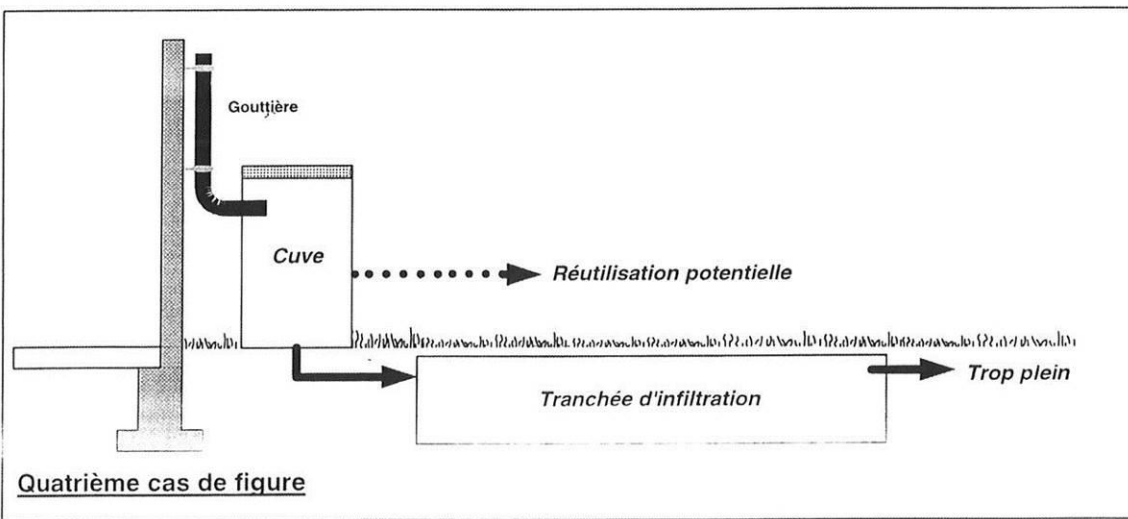 Gouttière
Cuve
Réutilisation potentielle
Trop plein
Tranchée d'infiltration
Quatrième cas de figure